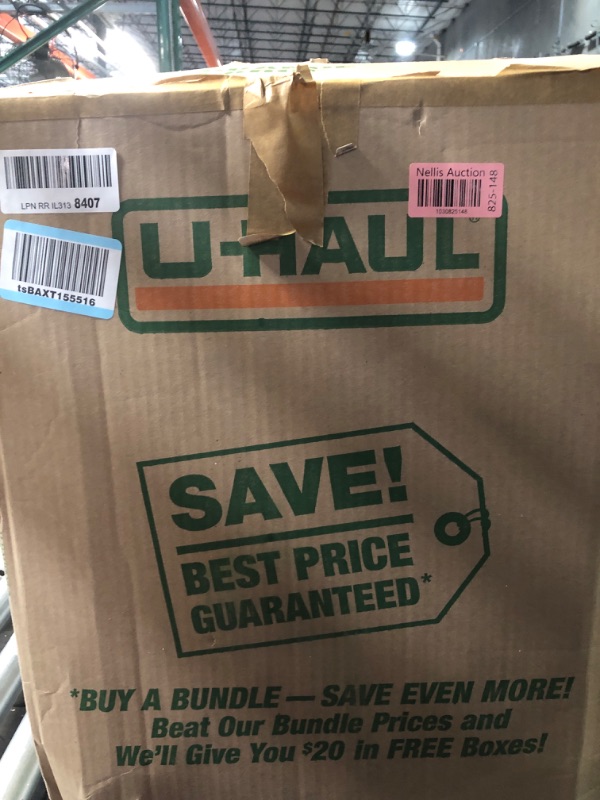 LPN RR IL313 8407
tsBAXT155516
Nellis Auction
825-148
U-HAUL®
SAVE!
BEST PRICE
GUARANTEED*
*BUY A BUNDLE — SAVE EVEN MORE!
Beat Our Bundle Prices and
We'll Give You $20 in FREE Boxes!